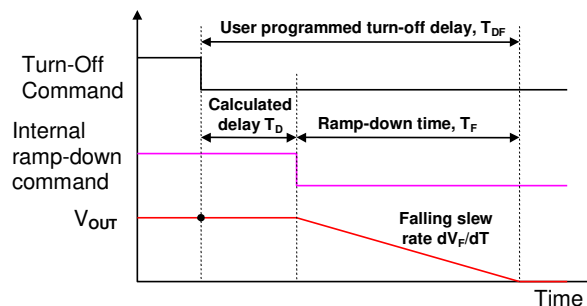 User programmed turn-off delay, TDF
Turn-Off
Command
Calculated
delay TD
Ramp-down time, TF
Internal
ramp-down
command
VOUT
Falling slew
rate dVF/dT
Time